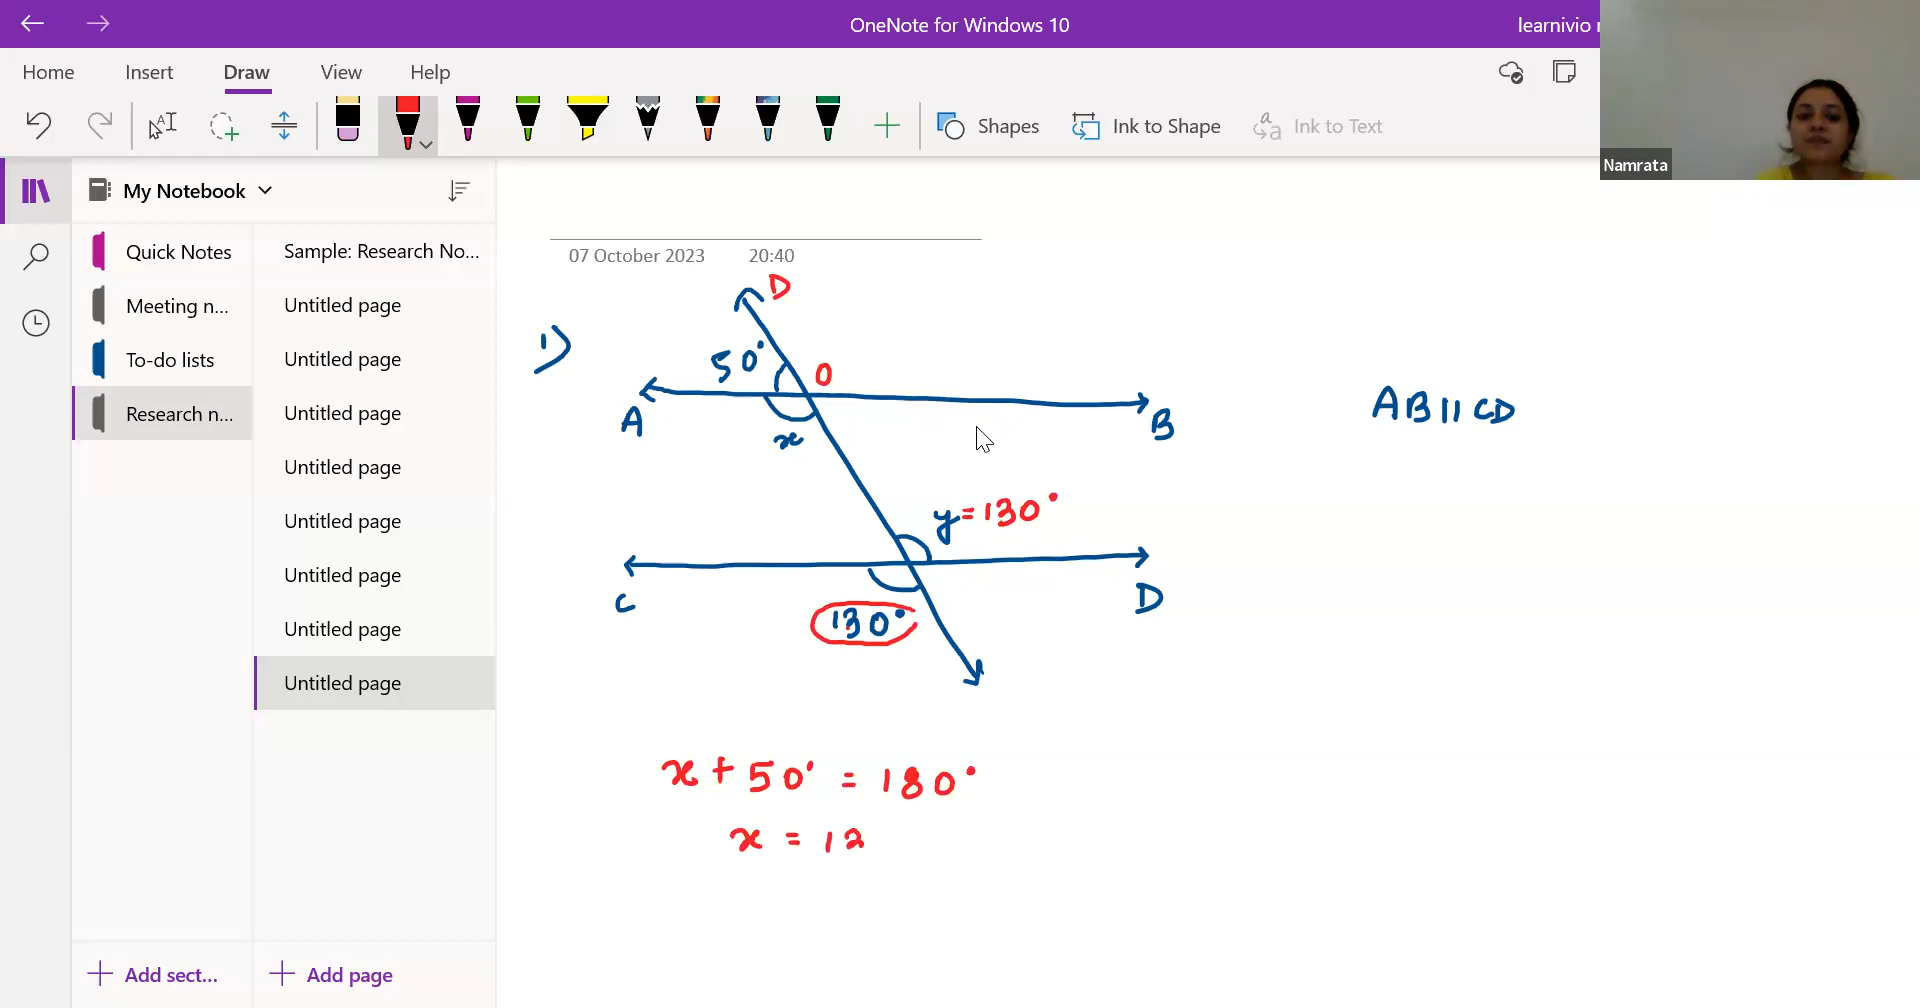 OneNote for Windows 10
learnivio
Home Insert Draw View Help
Shapes Ink to Shape Ink to Text
Namrata
My Notebook
Quick Notes
Meeting n...
To-do lists
Research n...
Sample: Research No...
Untitled page
Untitled page
Untitled page
Untitled page
Untitled page
Untitled page
Untitled page
Untitled page
07 October 2023 20:40
1)
D
50°
O
A
B
x
AB || CD
y = 130°
C
D
130°
x + 50° = 180°
x = 12
Add sect...
Add page